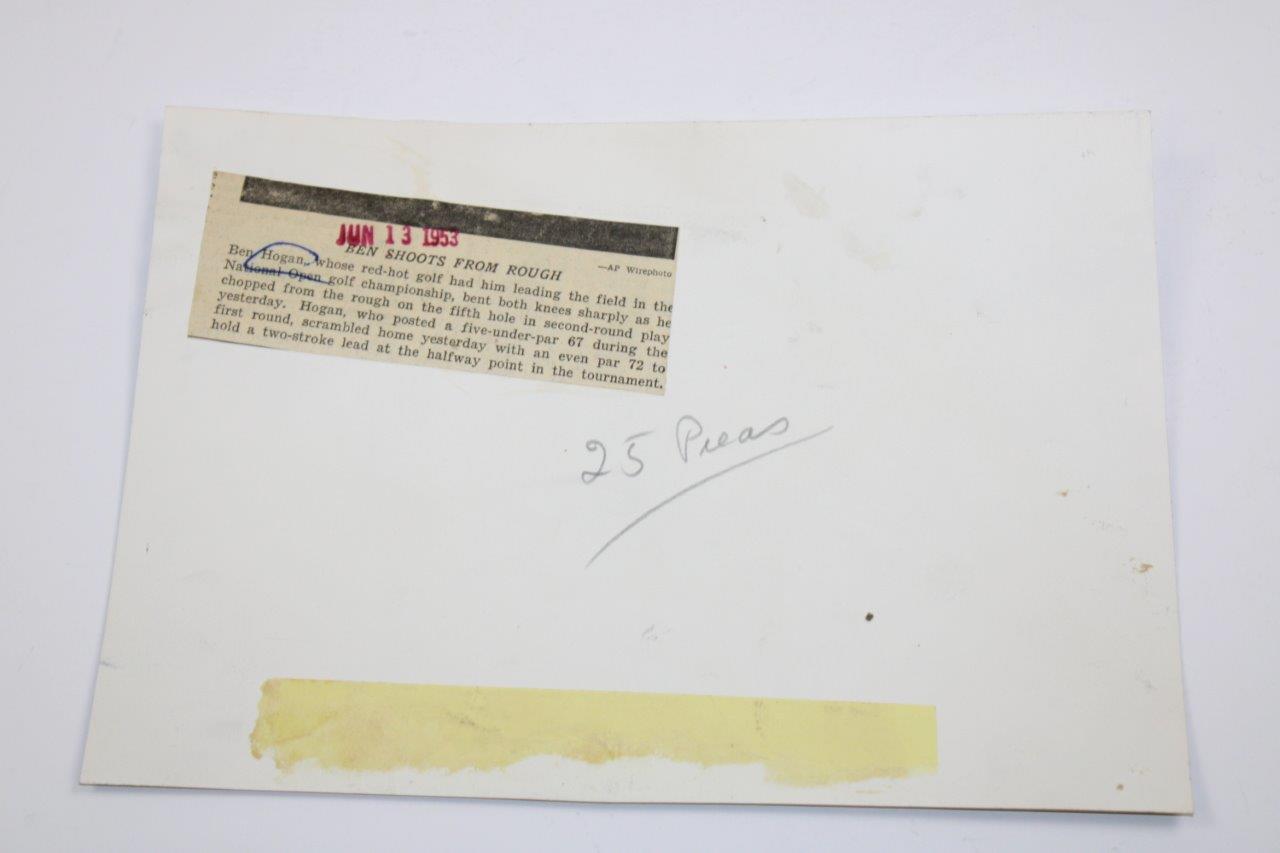 JUN 13 1953
BEN SHOOTS FROM ROUGH
—AP Wirephoto
Ben Hogan, whose red-hot golf had him leading the field in the
National Open golf championship, bent both knees sharply as he
chopped from the rough on the fifth hole in second-round play
yesterday. Hogan, who posted a five-under-par 67 during the
first round, scrambled home yesterday with an even par 72 to
hold a two-stroke lead at the halfway point in the tournament.
25